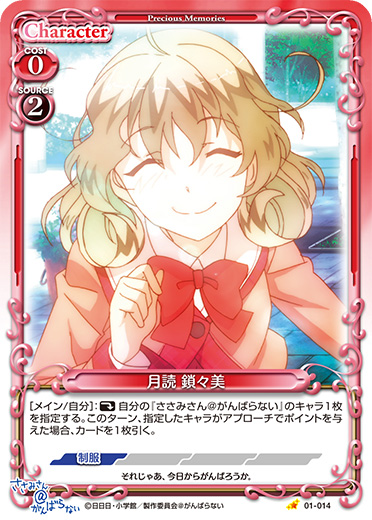 Precious Memories
Character
COST
0
SOURCE
2
月読 鎖々美
[メイン/自分]: 自分の『ささみさん＠がんばらない』のキャラ1枚
を指定する。このターン、指定したキャラがアプローチでポイントを与
えた場合、カードを1枚引く。
制服
それじゃあ、今日からがんばろうか。
ささみさん
@
がんばらない
©日日日・小学館／製作委員会＠がんばらない
01-014